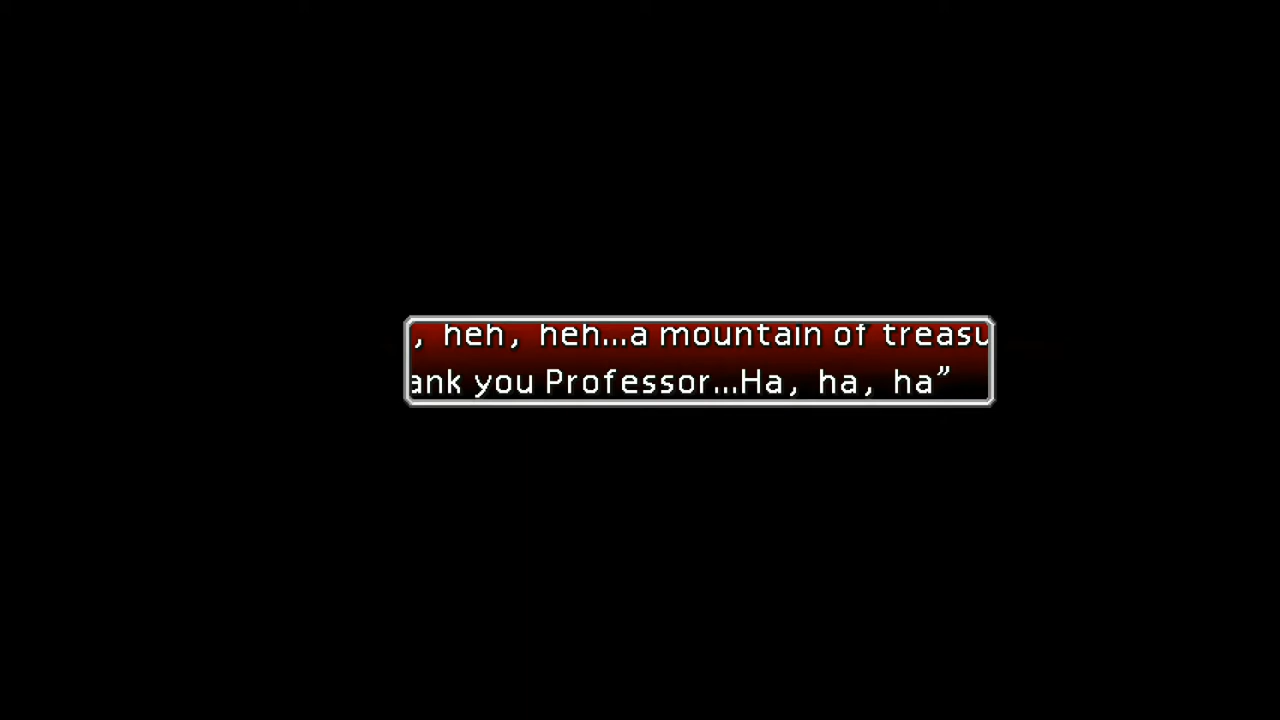 , heh, heh...a mountain of treasu
ank you Professor...Ha, ha, ha”